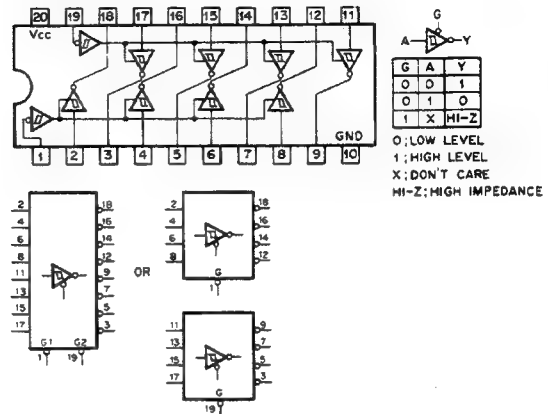 20 19 18 17 16 15 14 13 12 11
Vcc
GND
1 2 3 4 5 6 7 8 9 10
G
A Y
G A Y
0 0 1
0 1 0
1 X HI-Z
0;LOW LEVEL
1;HIGH LEVEL
X;DON'T CARE
HI-Z;HIGH IMPEDANCE
2 18
4 16
6 14
8 12
11 9
13 7
15 5
17 3
G1 G2
1 19
OR
2 18
4 16
6 14
8 12
G
1
11 9
13 7
15 5
17 3
G
19